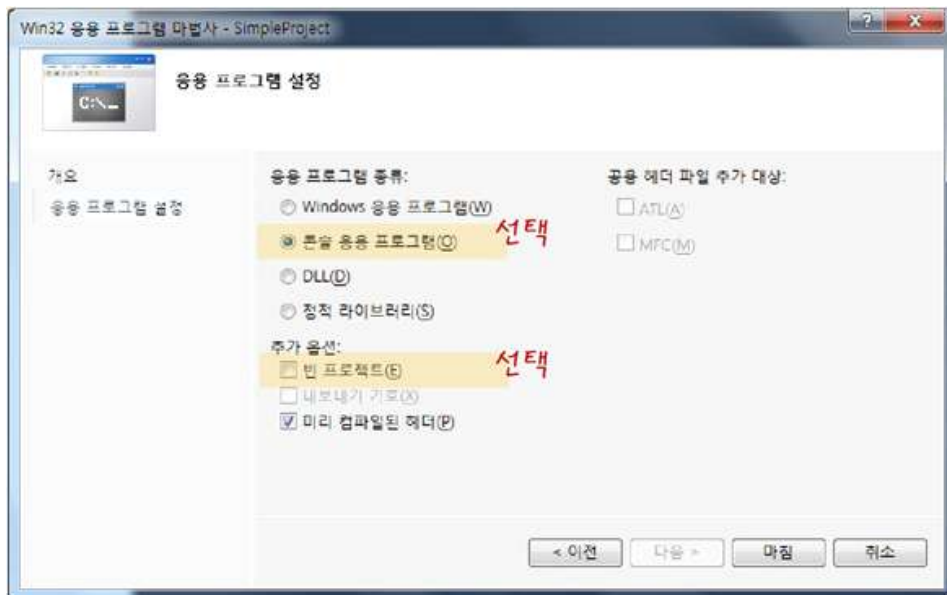 Win32 응용 프로그램 마법사 - SimpleProject
C:\_
응용 프로그램 설정
개요
응용 프로그램 설정
응용 프로그램 종류:
Windows 응용 프로그램(W)
콘솔 응용 프로그램(O) 선택
DLL(D)
정적 라이브러리(S)
추가 옵션:
빈 프로젝트(E) 선택
내보내기 기호(X)
미리 컴파일된 헤더(P)
공용 헤더 파일 추가 대상:
ATL(A)
MFC(M)
< 이전
다음 >
마침
취소